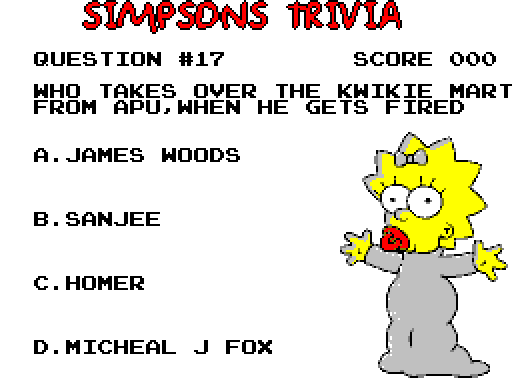 SIMPSONS TRIVIA
QUESTION #17 SCORE 000
WHO TAKES OVER THE KWIKIE MART
FROM APU,WHEN HE GETS FIRED
A.JAMES WOODS
B.SANJEE
C.HOMER
D.MICHEAL J FOX